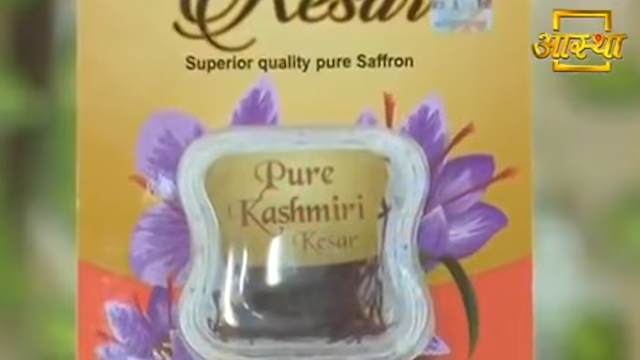 Kesar
आस्था
Superior quality pure Saffron
Pure
Kashmiri
Kesar